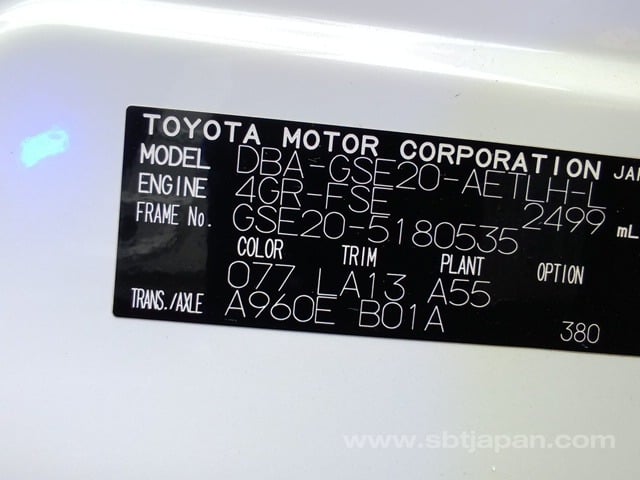 TOYOTA MOTOR CORPORATION JAP
MODEL DBA-GSE20-AETLH-L
ENGINE 4GR-FSE 2499 mL
FRAME No. GSE20-5180535
COLOR TRIM PLANT OPTION
077 LA13 A55
TRANS./AXLE A960E B01A 380
www.sbtjapan.com